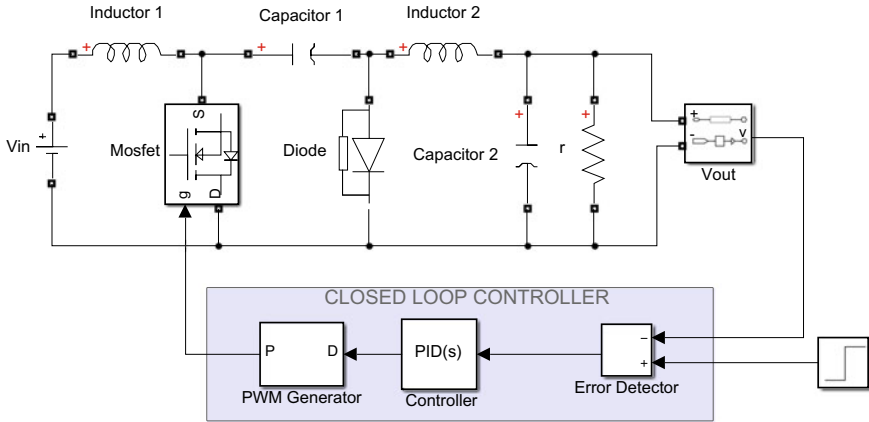 Inductor 1
Capacitor 1
Inductor 2
+
+
+
Vin
+
Mosfet
S
g
D
Diode
Capacitor 2
+
r
+
+
-
v
Vout
CLOSED LOOP CONTROLLER
P
D
PWM Generator
PID(s)
Controller
−
+
Error Detector